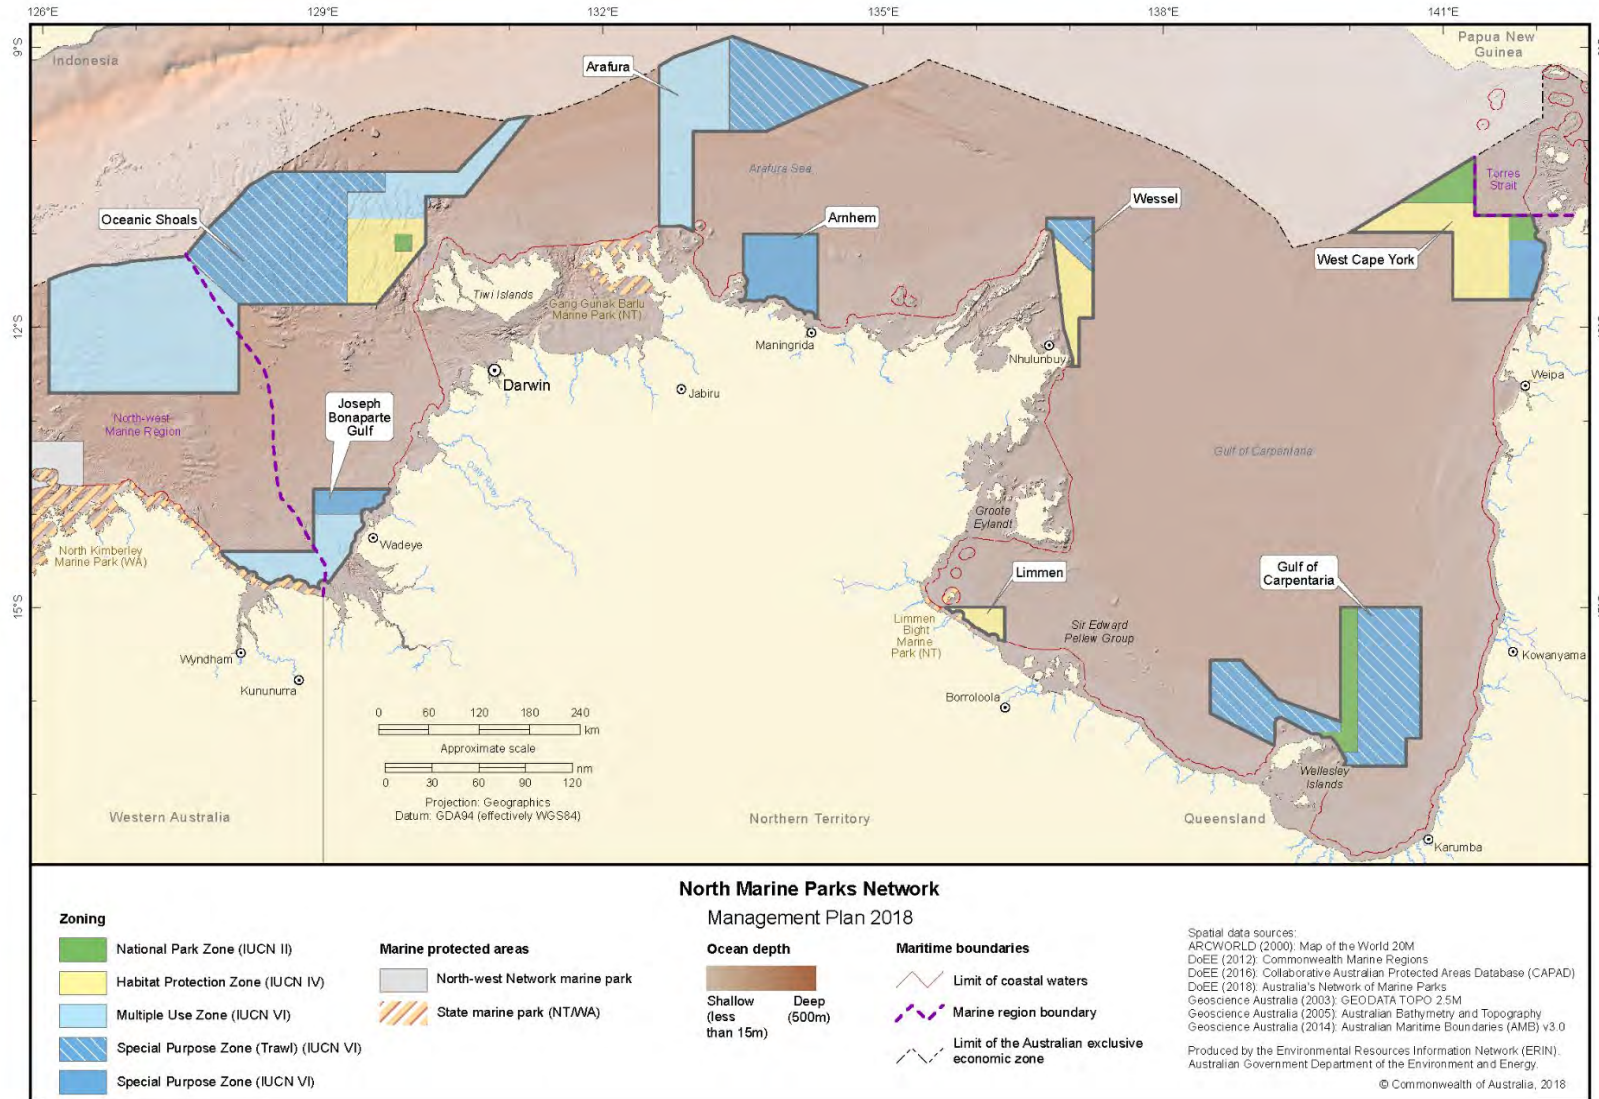 126°E
129°E
132°E
135°E
138°E
141°E
9°S
Indonesia
Papua New
Guinea
Arafura
Arafura Sea
Torres
Strait
Oceanic Shoals
Arnhem
Wessel
West Cape York
Tiwi Islands
Gang Gunak Barlu
Marine Park (NT)
12°S
Maningrida
Nhulunbuy
Weipa
Darwin
Jabiru
Joseph
Bonaparte
Gulf
North-west
Marine Region
Gulf of Carpentaria
Daly River
Groote
Eylandt
Wadeye
North Kimberley
Marine Park (WA)
Limmen
Gulf of
Carpentaria
15°S
Limmen
Bight
Marine
Park (NT)
Sir Edward
Pellew Group
Wyndham
Kununurra
Kowanyama
Borroloola
0 60 120 180 240
km
Approximate scale
nm
0 30 60 90 120
Projection: Geographics
Datum: GDA94 (effectively WGS84)
Wellesley
Islands
Western Australia
Northern Territory
Queensland
Karumba
North Marine Parks Network
Management Plan 2018
Zoning
National Park Zone (IUCN II)
Habitat Protection Zone (IUCN IV)
Multiple Use Zone (IUCN VI)
Special Purpose Zone (Trawl) (IUCN VI)
Special Purpose Zone (IUCN VI)
Marine protected areas
North-west Network marine park
State marine park (NT/WA)
Ocean depth
Shallow
(less
than 15m)
Deep
(500m)
Maritime boundaries
Limit of coastal waters
Marine region boundary
Limit of the Australian exclusive
economic zone
Spatial data sources:
ARCWORLD (2000): Map of the World 20M
DoEE (2012): Commonwealth Marine Regions
DoEE (2016): Collaborative Australian Protected Areas Database (CAPAD)
DoEE (2018): Australia's Network of Marine Parks
Geoscience Australia (2003): GEODATA TOPO 2.5M
Geoscience Australia (2005): Australian Bathymetry and Topography
Geoscience Australia (2014): Australian Maritime Boundaries (AMB) v3.0
Produced by the Environmental Resources Information Network (ERIN).
Australian Government Department of the Environment and Energy.
© Commonwealth of Australia, 2018